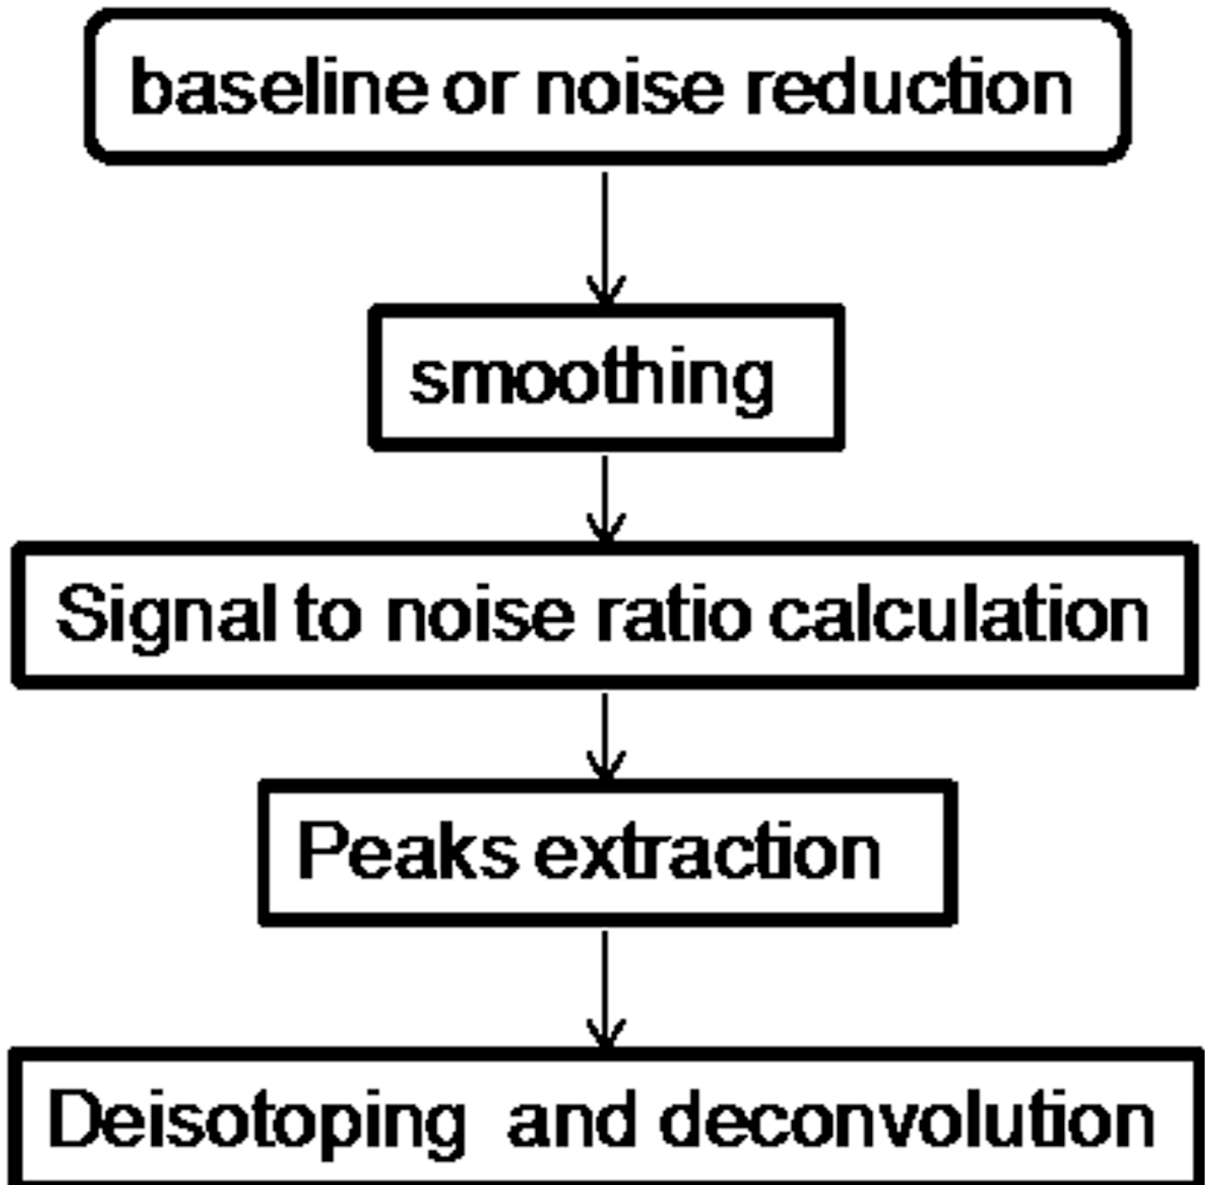 baseline or noise reduction
smoothing
Signal to noise ratio calculation
Peaks extraction
Deisotoping and deconvolution